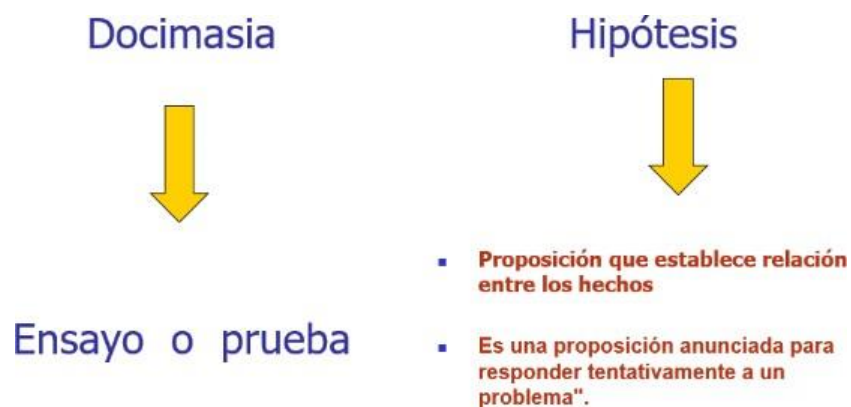 Docimasia
Ensayo o prueba
Hipótesis
▪ Proposición que establece relación
entre los hechos
▪ Es una proposición anunciada para
responder tentativamente a un
problema".